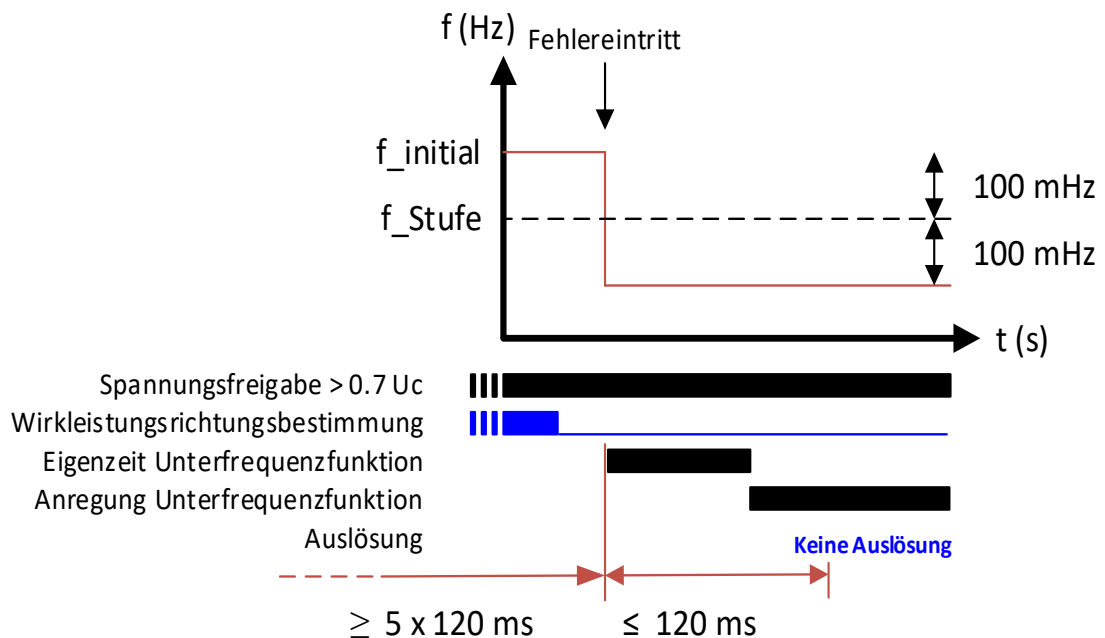 f (Hz)
Fehlereintritt
f_initial
100 mHz
f_Stufe
100 mHz
t (s)
Spannungsfreigabe > 0.7 Uc
Wirkleistungsrichtungsbestimmung
Eigenzeit Unterfrequenzfunktion
Anregung Unterfrequenzfunktion
Auslösung
Keine Auslösung
≥ 5 x 120 ms
≤ 120 ms